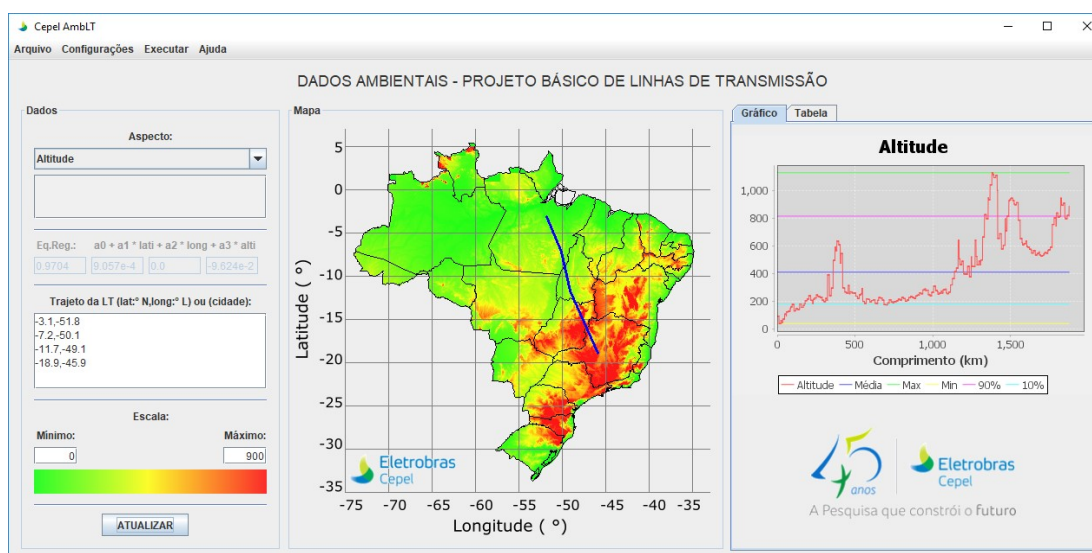 Cepel AmbLT
Arquivo Configurações Executar Ajuda
DADOS AMBIENTAIS - PROJETO BÁSICO DE LINHAS DE TRANSMISSÃO
Dados
Aspecto:
Altitude
Eq.Reg.: a0 + a1 * lati + a2 * long + a3 * alti
0.9704 9.057e-4 0.0 -9.624e-2
Trajeto da LT (lat:° N,long:° L) ou (cidade):
-3.1,-51.8
-7.2,-50.1
-11.7,-49.1
-18.9,-45.9
Escala:
Mínimo: Máximo:
0 900
ATUALIZAR
Mapa
5
0
-5
-10
-15
-20
-25
-30
-35
Latitude ( °)
-75 -70 -65 -60 -55 -50 -45 -40 -35
Longitude ( °)
Eletrobras
Cepel
Gráfico Tabela
Altitude
1,000
800
600
400
200
0
0 500 1,000 1,500
Comprimento (km)
Altitude Média Max Min 90% 10%
45
anos
Eletrobras
Cepel
A Pesquisa que constrói o futuro